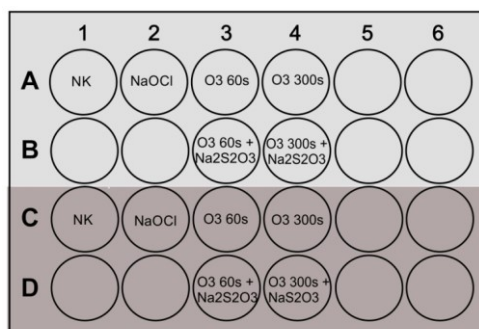 1 2 3 4 5 6
A NK NaOCl O3 60s O3 300s
B O3 60s + Na2S2O3 O3 300s + Na2S2O3
C NK NaOCl O3 60s O3 300s
D O3 60s + Na2S2O3 O3 300s + NaS2O3